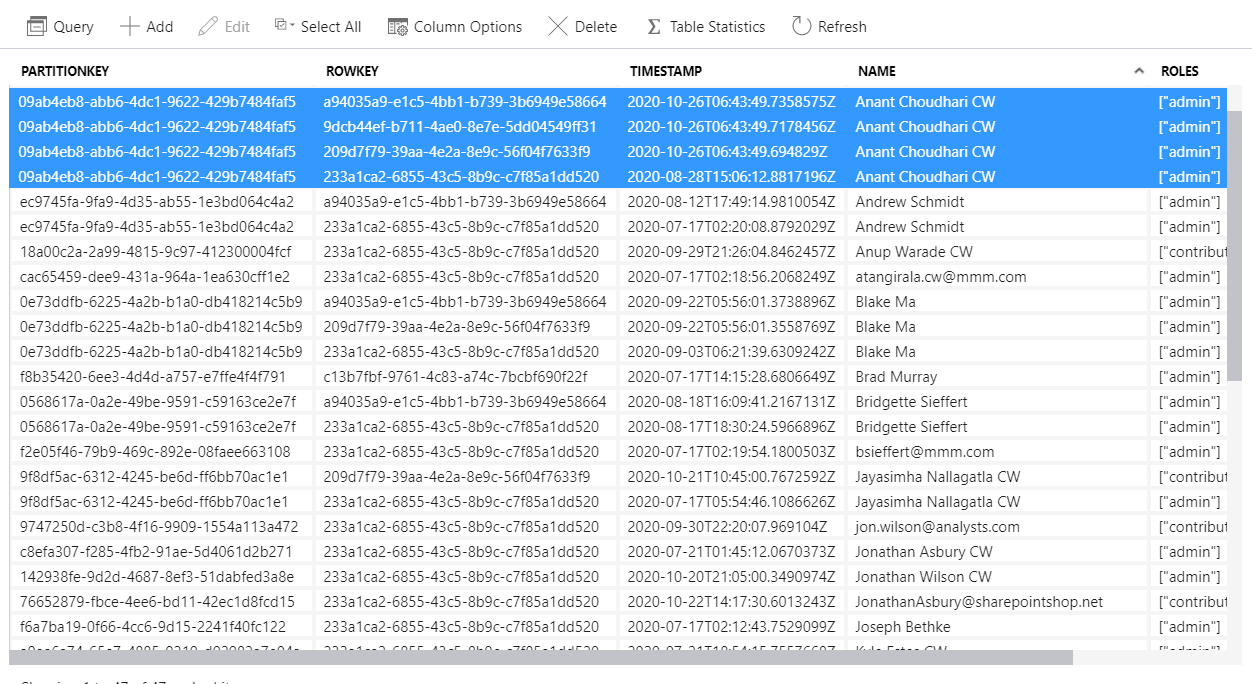 Query Add Edit Select All Column Options Delete Σ Table Statistics Refresh
PARTITIONKEY ROWKEY TIMESTAMP NAME ROLES
09ab4eb8-abb6-4dc1-9622-429b7484faf5 a94035a9-e1c5-4bb1-b739-3b6949e58664 2020-10-26T06:43:49.7358575Z Anant Choudhari CW ["admin"]
09ab4eb8-abb6-4dc1-9622-429b7484faf5 9dcb44ef-b711-4ae0-8e7e-5dd04549ff31 2020-10-26T06:43:49.7178456Z Anant Choudhari CW ["admin"]
09ab4eb8-abb6-4dc1-9622-429b7484faf5 209d7f79-39aa-4e2a-8e9c-56f04f7633f9 2020-10-26T06:43:49.694829Z Anant Choudhari CW ["admin"]
09ab4eb8-abb6-4dc1-9622-429b7484faf5 233a1ca2-6855-43c5-8b9c-c7f85a1dd520 2020-08-28T15:06:12.8817196Z Anant Choudhari CW ["admin"]
ec9745fa-9fa9-4d35-ab55-1e3bd064c4a2 a94035a9-e1c5-4bb1-b739-3b6949e58664 2020-08-12T17:49:14.9810054Z Andrew Schmidt ["admin"]
ec9745fa-9fa9-4d35-ab55-1e3bd064c4a2 233a1ca2-6855-43c5-8b9c-c7f85a1dd520 2020-07-17T02:20:08.8792029Z Andrew Schmidt ["admin"]
18a00c2a-2a99-4815-9c97-412300004fcf 233a1ca2-6855-43c5-8b9c-c7f85a1dd520 2020-09-29T21:26:04.8462457Z Anup Warade CW ["contribut
cac65459-dee9-431a-964a-1ea630cff1e2 233a1ca2-6855-43c5-8b9c-c7f85a1dd520 2020-07-17T02:18:56.2068249Z atangirala.cw@mmm.com ["admin"]
0e73ddfb-6225-4a2b-b1a0-db418214c5b9 a94035a9-e1c5-4bb1-b739-3b6949e58664 2020-09-22T05:56:01.3738896Z Blake Ma ["admin"]
0e73ddfb-6225-4a2b-b1a0-db418214c5b9 209d7f79-39aa-4e2a-8e9c-56f04f7633f9 2020-09-22T05:56:01.3558769Z Blake Ma ["admin"]
0e73ddfb-6225-4a2b-b1a0-db418214c5b9 233a1ca2-6855-43c5-8b9c-c7f85a1dd520 2020-09-03T06:21:39.6309242Z Blake Ma ["admin"]
f8b35420-6ee3-4d4d-a757-e7ffe4f4f791 c13b7fbf-9761-4c83-a74c-7bcbf690f22f 2020-07-17T14:15:28.6806649Z Brad Murray ["admin"]
0568617a-0a2e-49be-9591-c59163ce2e7f a94035a9-e1c5-4bb1-b739-3b6949e58664 2020-08-18T16:09:41.2167131Z Bridgette Sieffert ["admin"]
0568617a-0a2e-49be-9591-c59163ce2e7f 233a1ca2-6855-43c5-8b9c-c7f85a1dd520 2020-08-17T18:30:24.5966896Z Bridgette Sieffert ["admin"]
f2e05f46-79b9-469c-892e-08faee663108 233a1ca2-6855-43c5-8b9c-c7f85a1dd520 2020-07-17T02:19:54.1800503Z bsieffert@mmm.com ["admin"]
9f8df5ac-6312-4245-be6d-ff6bb70ac1e1 209d7f79-39aa-4e2a-8e9c-56f04f7633f9 2020-10-21T10:45:00.7672592Z Jayasimha Nallagatla CW ["contribut
9f8df5ac-6312-4245-be6d-ff6bb70ac1e1 233a1ca2-6855-43c5-8b9c-c7f85a1dd520 2020-07-17T05:54:46.1086626Z Jayasimha Nallagatla CW ["admin"]
9747250d-c3b8-4f16-9909-1554a113a472 233a1ca2-6855-43c5-8b9c-c7f85a1dd520 2020-09-30T22:20:07.969104Z jon.wilson@analysts.com ["contribut
c8efa307-f285-4fb2-91ae-5d4061d2b271 233a1ca2-6855-43c5-8b9c-c7f85a1dd520 2020-07-21T01:45:12.0670373Z Jonathan Asbury CW ["admin"]
142938fe-9d2d-4687-8ef3-51dabfed3a8e 233a1ca2-6855-43c5-8b9c-c7f85a1dd520 2020-10-20T21:05:00.3490974Z Jonathan Wilson CW ["admin"]
76652879-fbce-4ee6-bd11-42ec1d8fcd15 233a1ca2-6855-43c5-8b9c-c7f85a1dd520 2020-10-22T14:17:30.6013243Z JonathanAsbury@sharepointshop.net ["contribut
f6a7ba19-0f66-4cc6-9d15-2241f40fc122 233a1ca2-6855-43c5-8b9c-c7f85a1dd520 2020-07-17T02:12:43.7529099Z Joseph Bethke ["admin"]